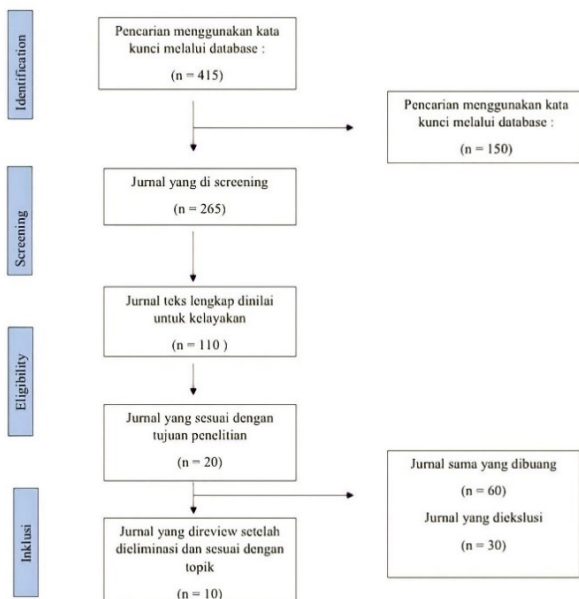 Identification
Pencarian menggunakan kata
kunci melalui database :
(n = 415)
Pencarian menggunakan kata
kunci melalui database :
(n = 150)
Screening
Jurnal yang di screening
(n = 265)
Eligibility
Jurnal teks lengkap dinilai
untuk kelayakan
(n = 110 )
Jurnal yang sesuai dengan
tujuan penelitian
(n = 20)
Jurnal sama yang dibuang
(n = 60)
Jurnal yang diekslusi
(n = 30)
Inklusi
Jurnal yang direview setelah
dieliminasi dan sesuai dengan
topik
(n = 10)